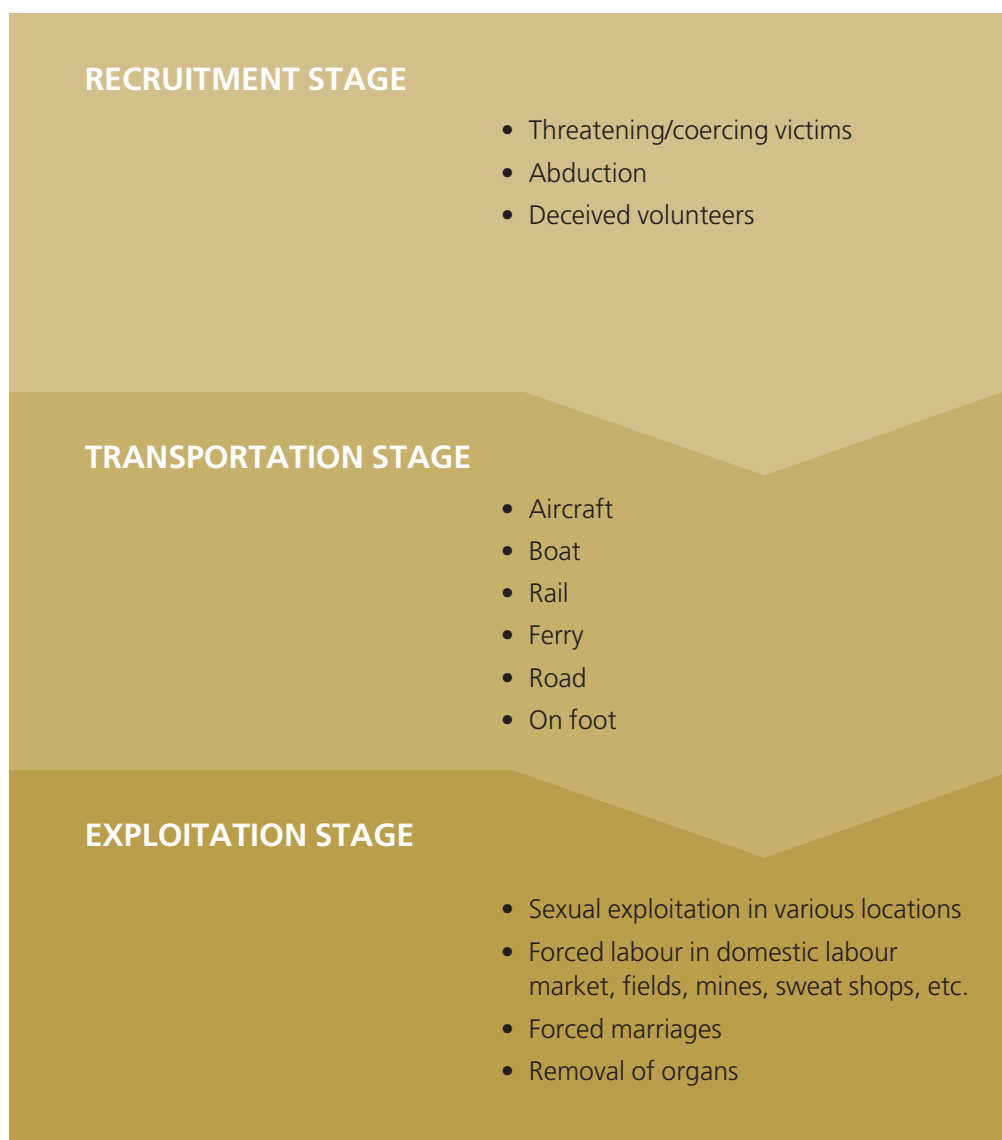 RECRUITMENT STAGE
• Threatening/coercing victims
• Abduction
• Deceived volunteers
TRANSPORTATION STAGE
• Aircraft
• Boat
• Rail
• Ferry
• Road
• On foot
EXPLOITATION STAGE
• Sexual exploitation in various locations
• Forced labour in domestic labour
market, fields, mines, sweat shops, etc.
• Forced marriages
• Removal of organs